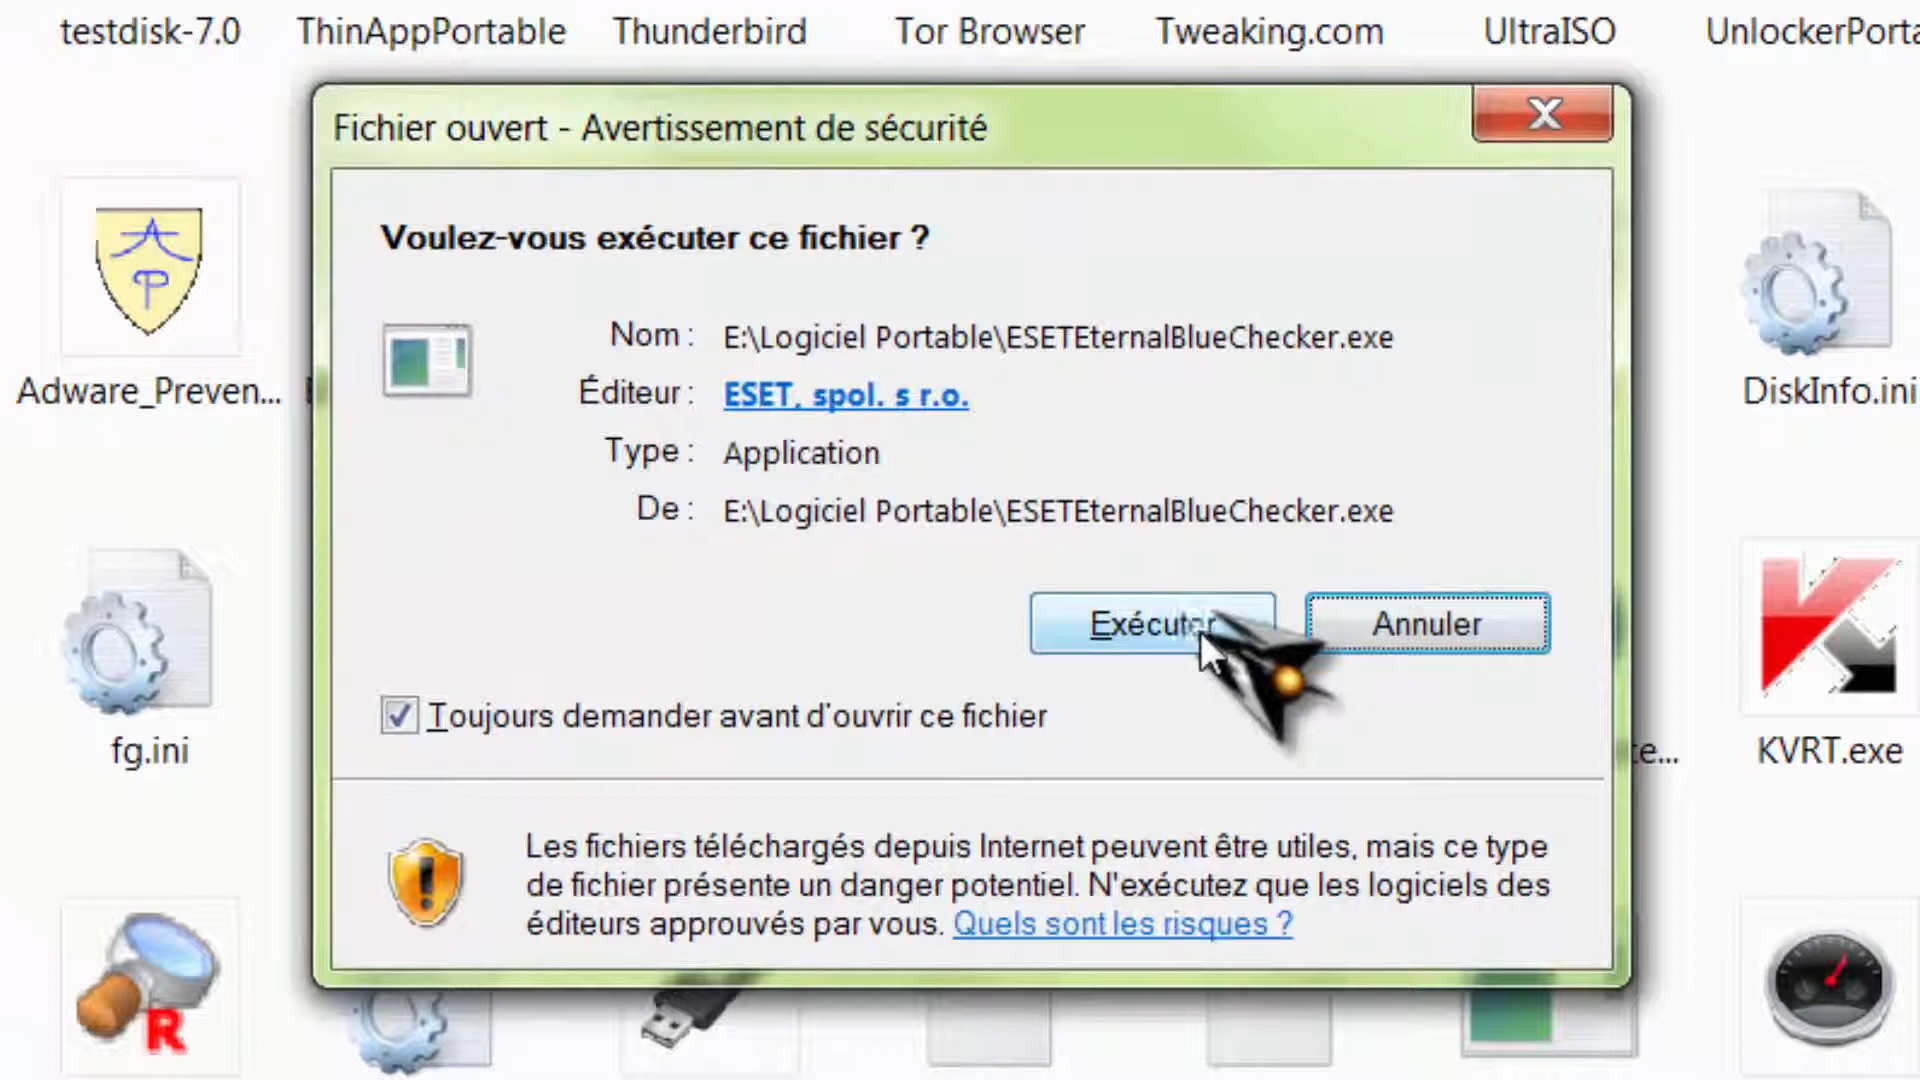 testdisk-7.0 ThinAppPortable Thunderbird Tor Browser Tweaking.com UltraISO UnlockerPorta
Fichier ouvert - Avertissement de sécurité
Voulez-vous exécuter ce fichier ?
Nom : E:\Logiciel Portable\ESETEternalBlueChecker.exe
Éditeur : ESET, spol. s r.o.
Type : Application
De : E:\Logiciel Portable\ESETEternalBlueChecker.exe
Exécuter Annuler
Toujours demander avant d'ouvrir ce fichier
Les fichiers téléchargés depuis Internet peuvent être utiles, mais ce type
de fichier présente un danger potentiel. N'exécutez que les logiciels des
éditeurs approuvés par vous. Quels sont les risques ?
Adware_Preven...
DiskInfo.ini
fg.ini
te...
KVRT.exe
R